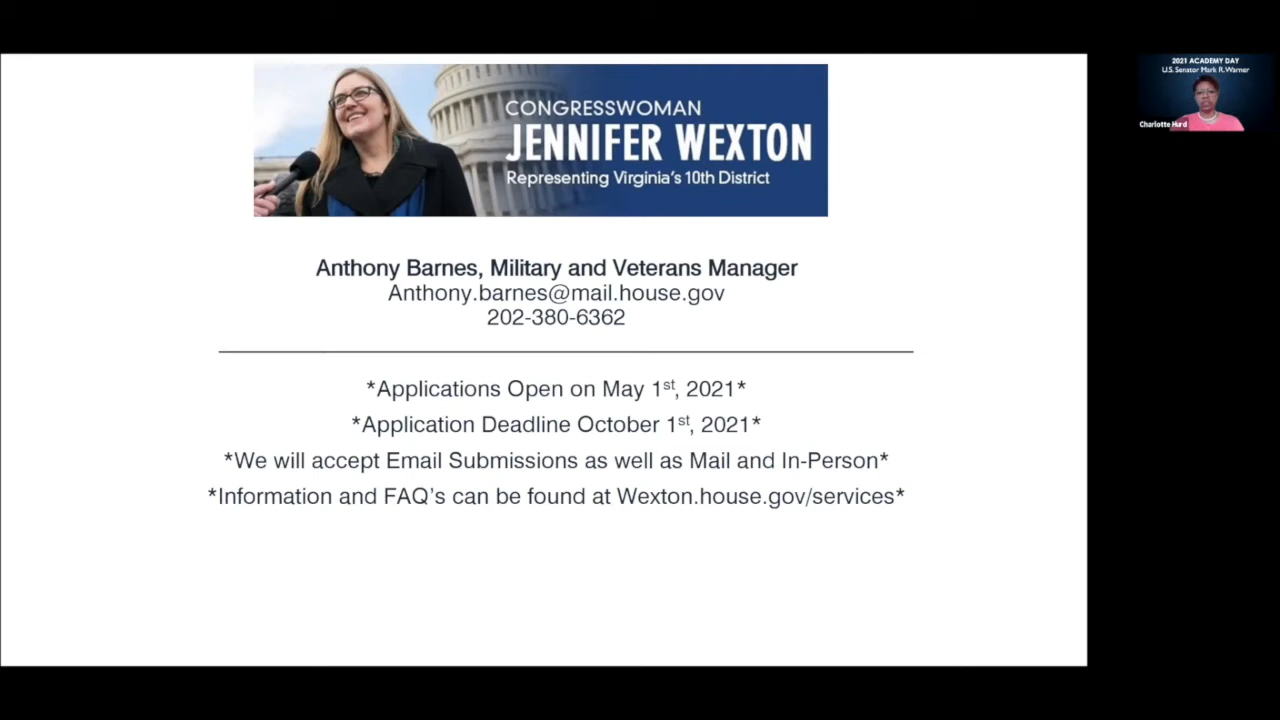 CONGRESSWOMAN
JENNIFER WEXTON
Representing Virginia's 10th District
Anthony Barnes, Military and Veterans Manager
Anthony.barnes@mail.house.gov
202-380-6362
*Applications Open on May 1st, 2021*
*Application Deadline October 1st, 2021*
*We will accept Email Submissions as well as Mail and In-Person*
*Information and FAQ's can be found at Wexton.house.gov/services*
2021 ACADEMY DAY
U.S. Senator Mark R. Warner
Charlotte Hurd